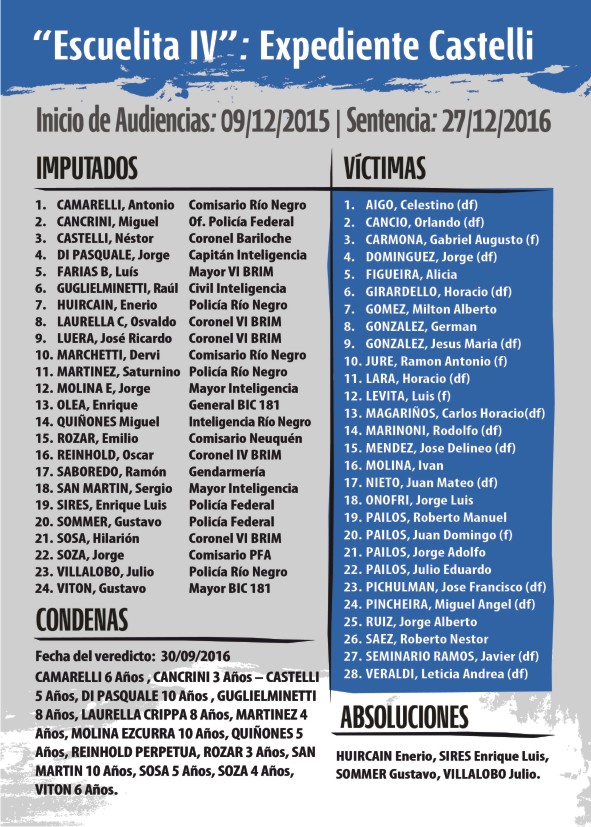 “Escuelita IV”: Expediente Castelli
Inicio de Audiencias: 09/12/2015 | Sentencia: 27/12/2016
IMPUTADOS
1. CAMARELLI, Antonio Comisario Río Negro
2. CANCRINI, Miguel Of. Policía Federal
3. CASTELLI, Néstor Coronel Bariloche
4. DI PASQUALE, Jorge Capitán Inteligencia
5. FARIAS B, Luís Mayor VI BRIM
6. GUGLIELMINETTI, Raúl Civil Inteligencia
7. HUIRCAIN, Enerio Policía Río Negro
8. LAURELLA C, Osvaldo Coronel VI BRIM
9. LUERA, José Ricardo Coronel VI BRIM
10. MARCHETTI, Dervi Comisario Río Negro
11. MARTINEZ, Saturnino Policía Río Negro
12. MOLINA E, Jorge Mayor Inteligencia
13. OLEA, Enrique General BIC 181
14. QUIÑONES Miguel Inteligencia Río Negro
15. ROZAR, Emilio Comisario Neuquén
16. REINHOLD, Oscar Coronel IV BRIM
17. SABOREDO, Ramón Gendarmería
18. SAN MARTIN, Sergio Mayor Inteligencia
19. SIRES, Enrique Luis Policía Federal
20. SOMMER, Gustavo Policía Federal
21. SOSA, Hilarión Coronel VI BRIM
22. SOZA, Jorge Comisario PFA
23. VILLALOBO, Julio Policía Río Negro
24. VITON, Gustavo Mayor BIC 181
CONDENAS
Fecha del veredicto: 30/09/2016
CAMARELLI 6 Años , CANCRINI 3 Años – CASTELLI
5 Años, DI PASQUALE 10 Años , GUGLIELMINETTI
8 Años, LAURELLA CRIPPA 8 Años, MARTINEZ 4
Años, MOLINA EZCURRA 10 Años, QUIÑONES 5
Años, REINHOLD PERPETUA, ROZAR 3 Años, SAN
MARTIN 10 Años, SOSA 5 Años, SOZA 4 Años,
VITON 6 Años.
VÍCTIMAS
1. AIGO, Celestino (df)
2. CANCIO, Orlando (df)
3. CARMONA, Gabriel Augusto (f)
4. DOMINGUEZ, Jorge (df)
5. FIGUEIRA, Alicia
6. GIRARDELLO, Horacio (df)
7. GOMEZ, Milton Alberto
8. GONZALEZ, German
9. GONZALEZ, Jesus Maria (df)
10. JURE, Ramon Antonio (f)
11. LARA, Horacio (df)
12. LEVITA, Luis (f)
13. MAGARIÑOS, Carlos Horacio(df)
14. MARINONI, Rodolfo (df)
15. MENDEZ, Jose Delineo (df)
16. MOLINA, Ivan
17. NIETO, Juan Mateo (df)
18. ONOFRI, Jorge Luis
19. PAILOS, Roberto Manuel
20. PAILOS, Juan Domingo (f)
21. PAILOS, Jorge Adolfo
22. PAILOS, Julio Eduardo
23. PICHULMAN, Jose Francisco (df)
24. PINCHEIRA, Miguel Angel (df)
25. RUIZ, Jorge Alberto
26. SAEZ, Roberto Nestor
27. SEMINARIO RAMOS, Javier (df)
28. VERALDI, Leticia Andrea (df)
ABSOLUCIONES
HUIRCAIN Enerio, SIRES Enrique Luis,
SOMMER Gustavo, VILLALOBO Julio.